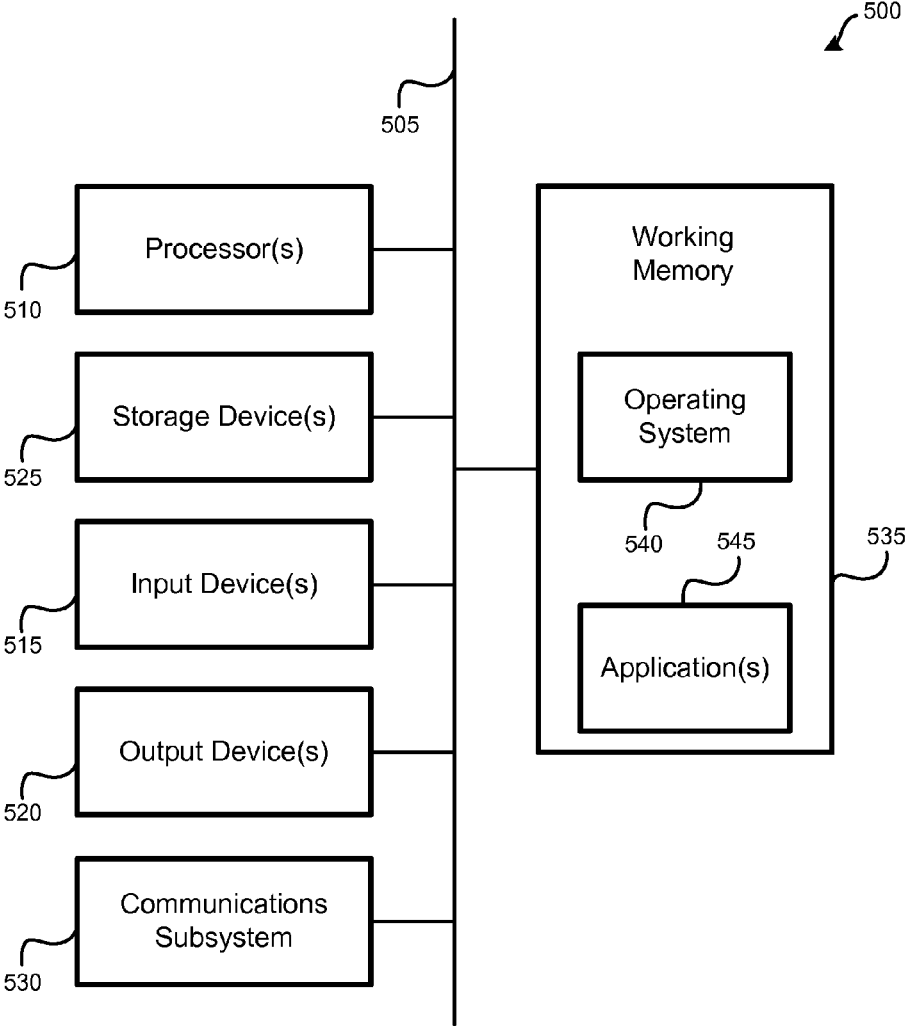 500
505
Processor(s)
510
Storage Device(s)
525
Input Device(s)
515
Output Device(s)
520
Communications
Subsystem
530
Working
Memory
Operating
System
540
545
535
Application(s)